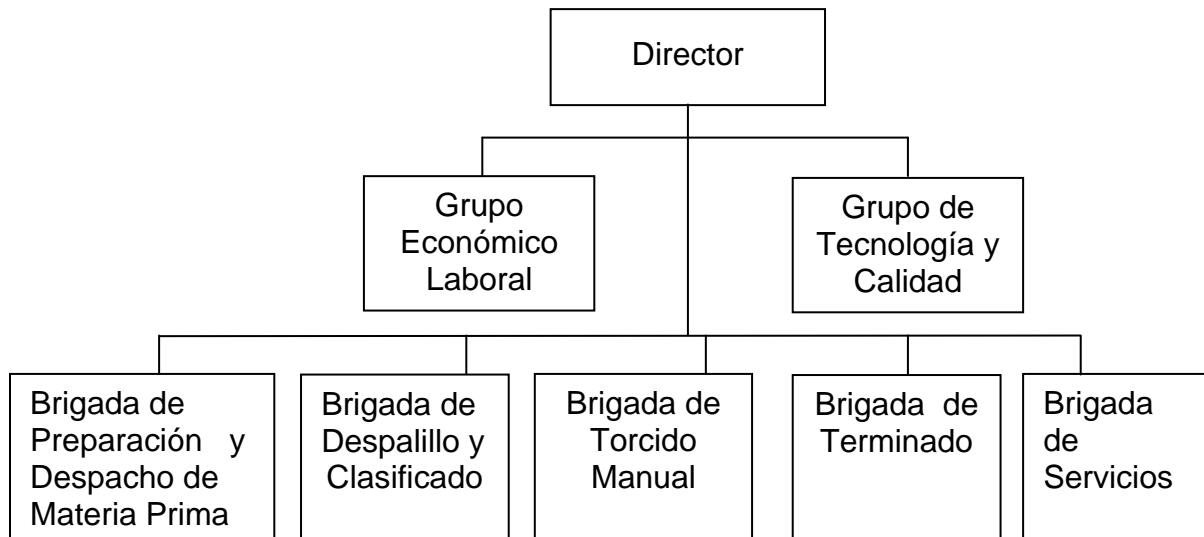 Director
Grupo
Económico
Laboral
Grupo de
Tecnología y
Calidad
Brigada de
Preparación y
Despacho de
Materia Prima
Brigada de
Despalillo y
Clasificado
Brigada de
Torcido
Manual
Brigada de
Terminado
Brigada
de
Servicios